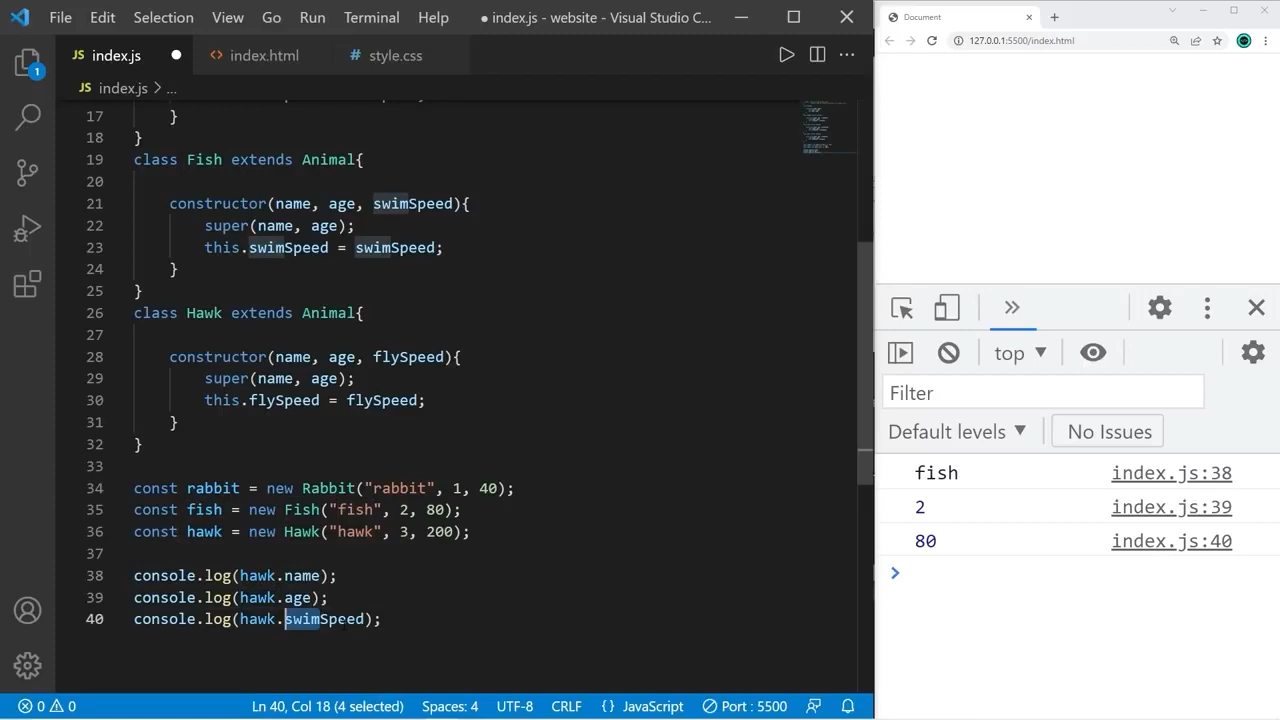 File Edit Selection View Go Run Terminal Help ● index.js - website - Visual Studio C...
JS index.js ● <> index.html # style.css
JS index.js > ...
17 }
18 }
19 class Fish extends Animal{
20
21 constructor(name, age, swimSpeed){
22 super(name, age);
23 this.swimSpeed = swimSpeed;
24 }
25 }
26 class Hawk extends Animal{
27
28 constructor(name, age, flySpeed){
29 super(name, age);
30 this.flySpeed = flySpeed;
31 }
32 }
33
34 const rabbit = new Rabbit("rabbit", 1, 40);
35 const fish = new Fish("fish", 2, 80);
36 const hawk = new Hawk("hawk", 3, 200);
37
38 console.log(hawk.name);
39 console.log(hawk.age);
40 console.log(hawk.swimSpeed);
1
0 0 Ln 40, Col 18 (4 selected) Spaces: 4 UTF-8 CRLF {} JavaScript Port : 5500
Document
127.0.0.1:5500/index.html
top
Filter
Default levels No Issues
fish index.js:38
2 index.js:39
80 index.js:40